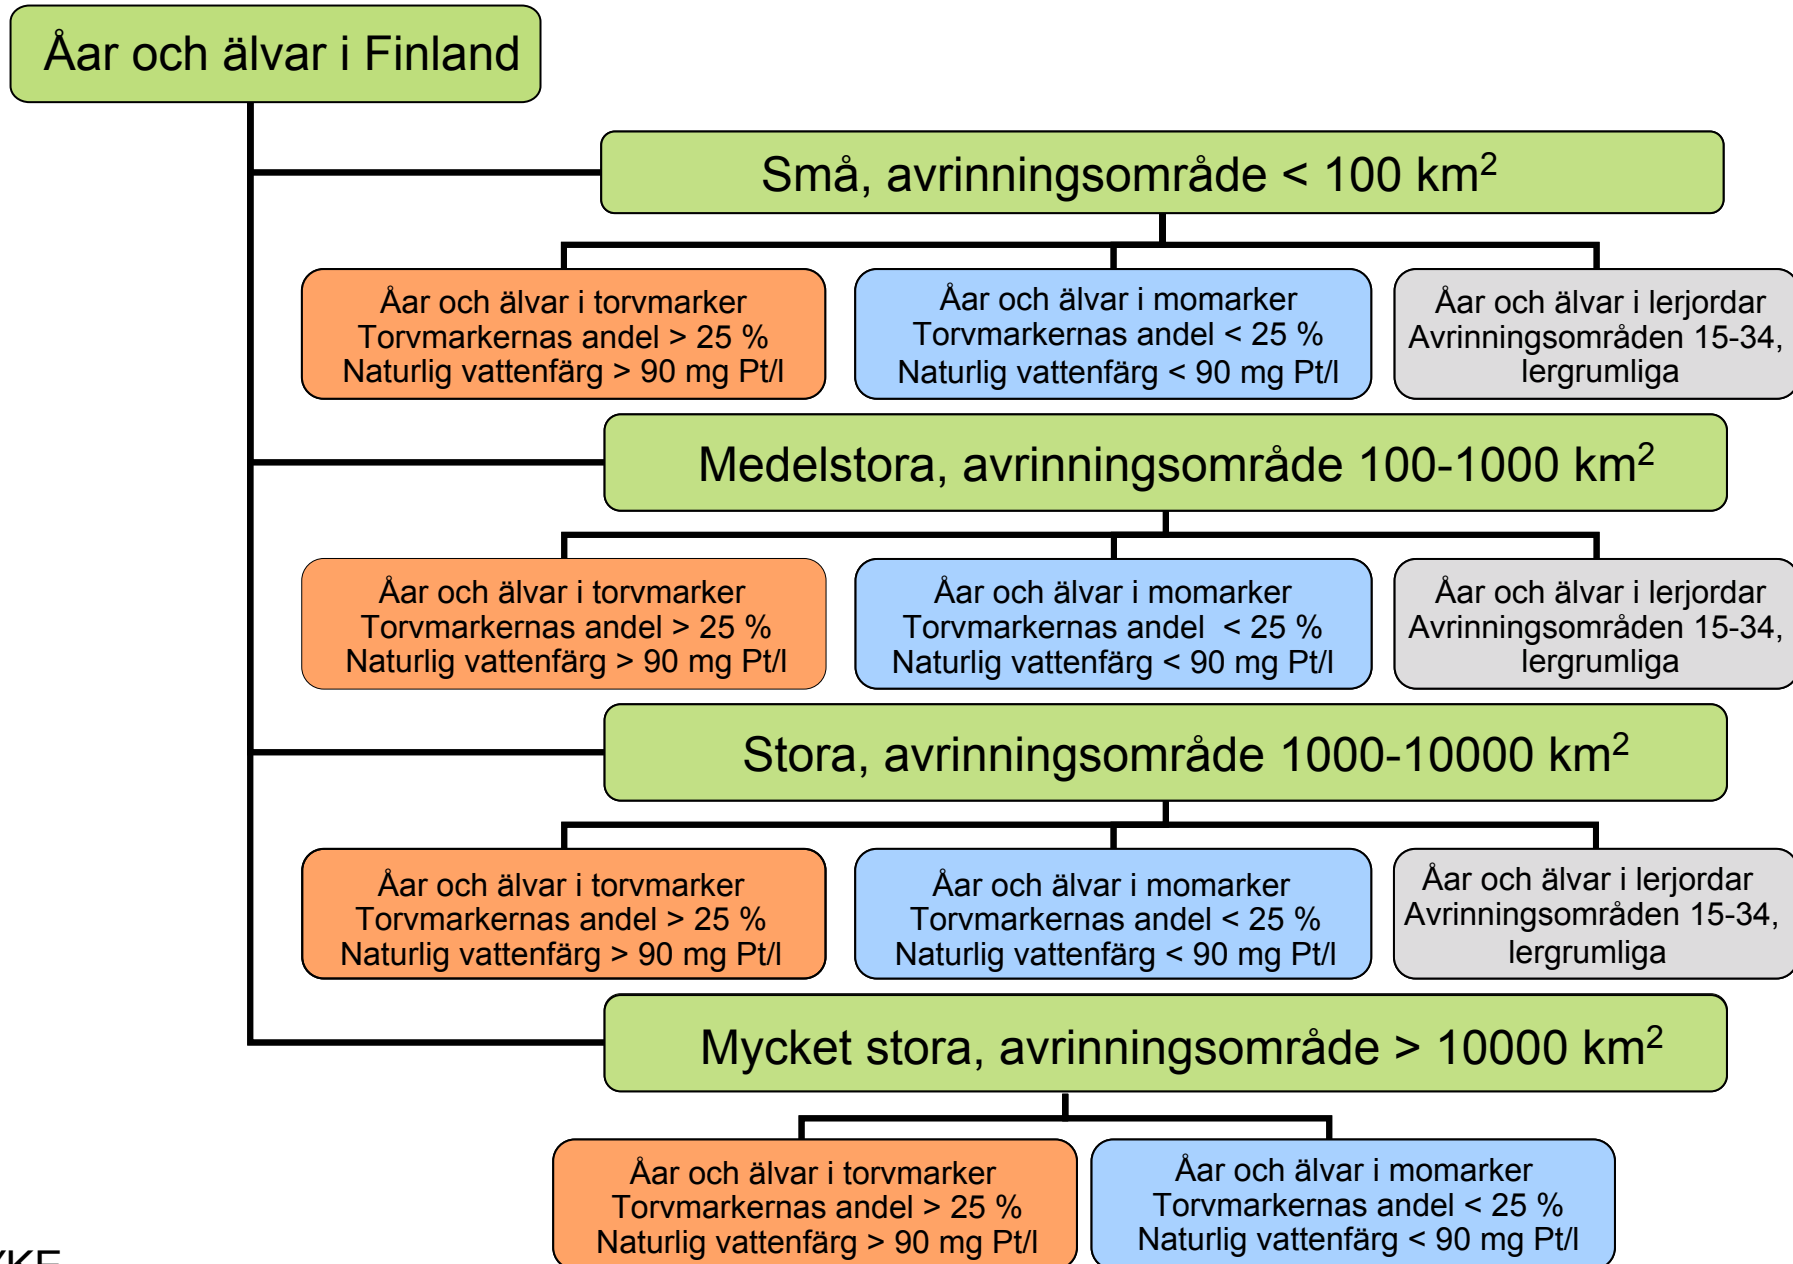 Åar och älvar i Finland
Små, avrinningsområde < 100 km²
Åar och älvar i torvmarker
Torvmarkernas andel > 25 %
Naturlig vattenfärg > 90 mg Pt/l
Åar och älvar i momarker
Torvmarkernas andel < 25 %
Naturlig vattenfärg < 90 mg Pt/l
Åar och älvar i lerjordar
Avrinningsområden 15-34,
lergrumliga
Medelstora, avrinningsområde 100-1000 km²
Åar och älvar i torvmarker
Torvmarkernas andel > 25 %
Naturlig vattenfärg > 90 mg Pt/l
Åar och älvar i momarker
Torvmarkernas andel < 25 %
Naturlig vattenfärg < 90 mg Pt/l
Åar och älvar i lerjordar
Avrinningsområden 15-34,
lergrumliga
Stora, avrinningsområde 1000-10000 km²
Åar och älvar i torvmarker
Torvmarkernas andel > 25 %
Naturlig vattenfärg > 90 mg Pt/l
Åar och älvar i momarker
Torvmarkernas andel < 25 %
Naturlig vattenfärg < 90 mg Pt/l
Åar och älvar i lerjordar
Avrinningsområden 15-34,
lergrumliga
Mycket stora, avrinningsområde > 10000 km²
Åar och älvar i torvmarker
Torvmarkernas andel > 25 %
Naturlig vattenfärg > 90 mg Pt/l
Åar och älvar i momarker
Torvmarkernas andel < 25 %
Naturlig vattenfärg < 90 mg Pt/l